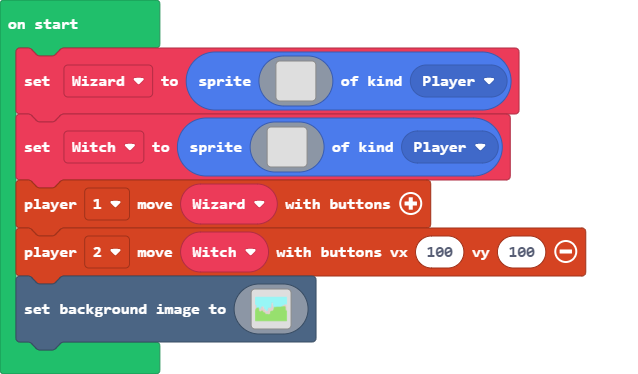 on start
set Wizard to sprite of kind Player
set Witch to sprite of kind Player
player 1 move Wizard with buttons
player 2 move Witch with buttons vx 100 vy 100
set background image to